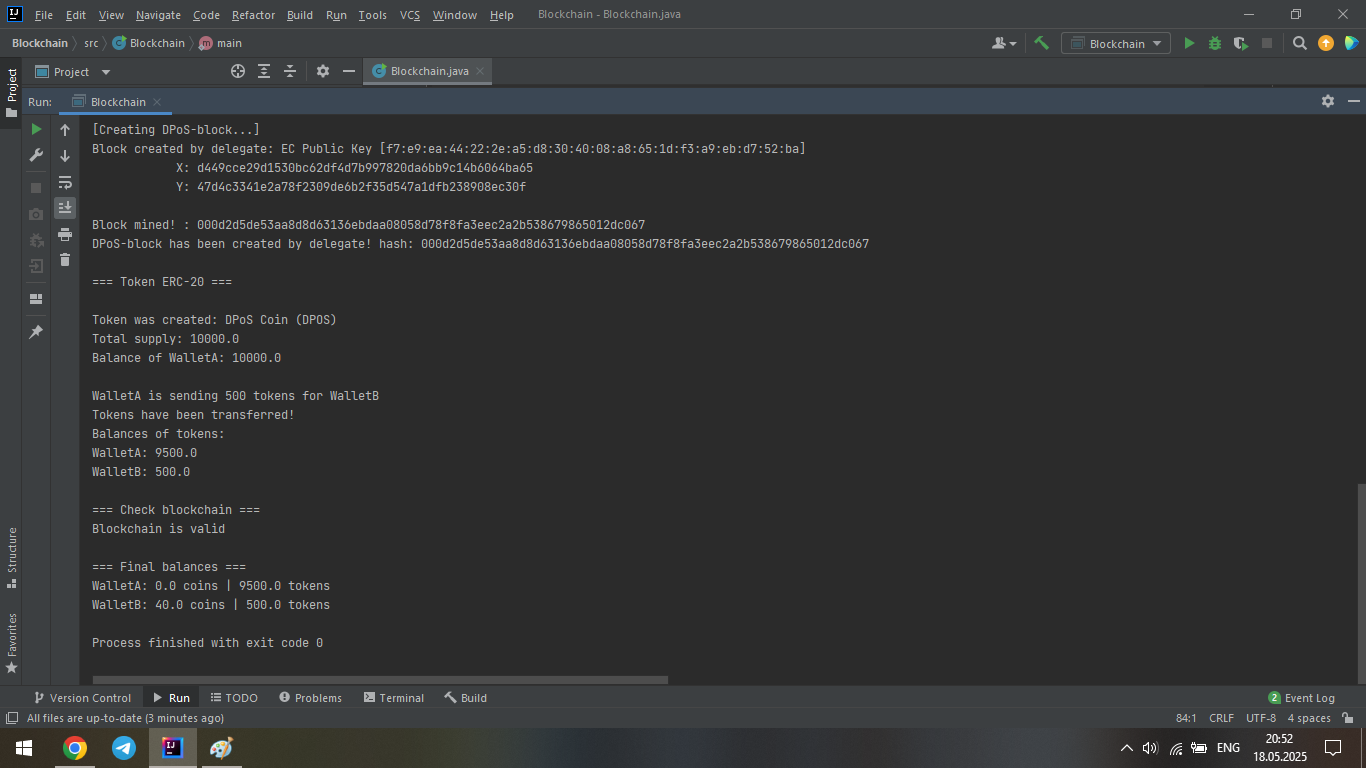 File Edit View Navigate Code Refactor Build Run Tools VCS Window Help Blockchain - Blockchain.java
Blockchain src Blockchain main Blockchain
Project Blockchain.java
Run: Blockchain
[Creating DPoS-block...]
Block created by delegate: EC Public Key [f7:e9:ea:44:22:2e:a5:d8:30:40:08:a8:65:1d:f3:a9:eb:d7:52:ba]
X: d449cce29d1530bc62df4d7b997820da6bb9c14b6064ba65
Y: 47d4c3341e2a78f2309de6b2f35d547a1dfb238908ec30f
Block mined! : 000d2d5de53aa8d8d63136ebdaa08058d78f8fa3eec2a2b538679865012dc067
DPoS-block has been created by delegate! hash: 000d2d5de53aa8d8d63136ebdaa08058d78f8fa3eec2a2b538679865012dc067
=== Token ERC-20 ===
Token was created: DPoS Coin (DPOS)
Total supply: 10000.0
Balance of WalletA: 10000.0
WalletA is sending 500 tokens for WalletB
Tokens have been transferred!
Balances of tokens:
WalletA: 9500.0
WalletB: 500.0
=== Check blockchain ===
Blockchain is valid
=== Final balances ===
WalletA: 0.0 coins | 9500.0 tokens
WalletB: 40.0 coins | 500.0 tokens
Process finished with exit code 0
Project
Structure
Favorites
Version Control Run TODO Problems Terminal Build 2 Event Log
All files are up-to-date (3 minutes ago) 84:1 CRLF UTF-8 4 spaces
ENG 20:52
18.05.2025